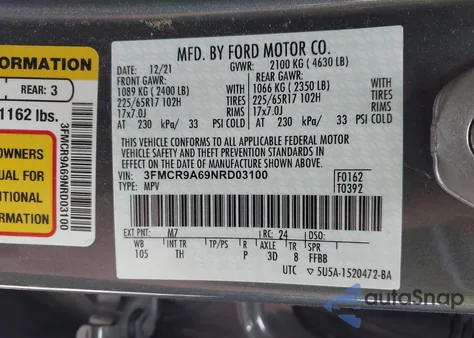 FORMATION
REAR: 3
1162 lbs.
3FMCR9A69NRD03100
NERS
UAL FOR
TIONAL
MATION
MFD. BY FORD MOTOR CO.
DATE: 12/21 GVWR: 2100 KG ( 4630 LB)
FRONT GAWR: REAR GAWR:
1089 KG ( 2400 LB) 1066 KG ( 2350 LB)
225/65R17 102H TIRES 225/65R17 102H TIRES
17x7.0J RIMS 17x7.0J RIMS
AT 230 kPa/ 33 PSI COLD AT 230 kPa/ 33 PSI COLD
THIS VEHICLE CONFORMS TO ALL APPLICABLE FEDERAL MOTOR
VEHICLE SAFETY AND THEFT PREVENTION STANDARDS IN EFFECT
ON THE DATE OF MANUFACTURE SHOWN ABOVE.
VIN: 3FMCR9A69NRD03100 F0162
TYPE: MPV T0392
EXT PNT: M7 RC: 24 DSO:
WB INT TR TP/PS R AXLE TR SPR
105 TH P 3D 8 FFBB
UTC 5U5A-1520472-BA
AutoSnap